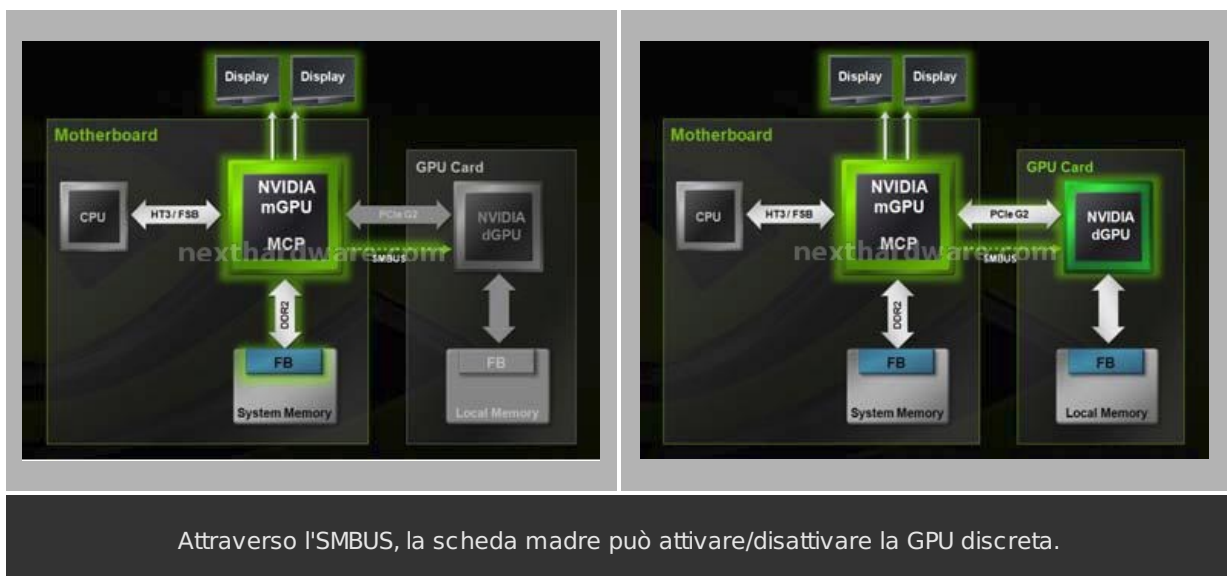 Display Display
Motherboard
GPU Card
NVIDIA
mGPU
MCP
CPU
HT3 / FSB
PCIe G2
NVIDIA
dGPU
SMBUS
nexthardware.com
DDR2
FB
System Memory
FB
Local Memory
Display Display
Motherboard
GPU Card
NVIDIA
mGPU
MCP
CPU
HT3 / FSB
PCIe G2
NVIDIA
dGPU
SMBUS
nexthardware.com
DDR2
FB
System Memory
FB
Local Memory
Attraverso l'SMBUS, la scheda madre può attivare/disattivare la GPU discreta.